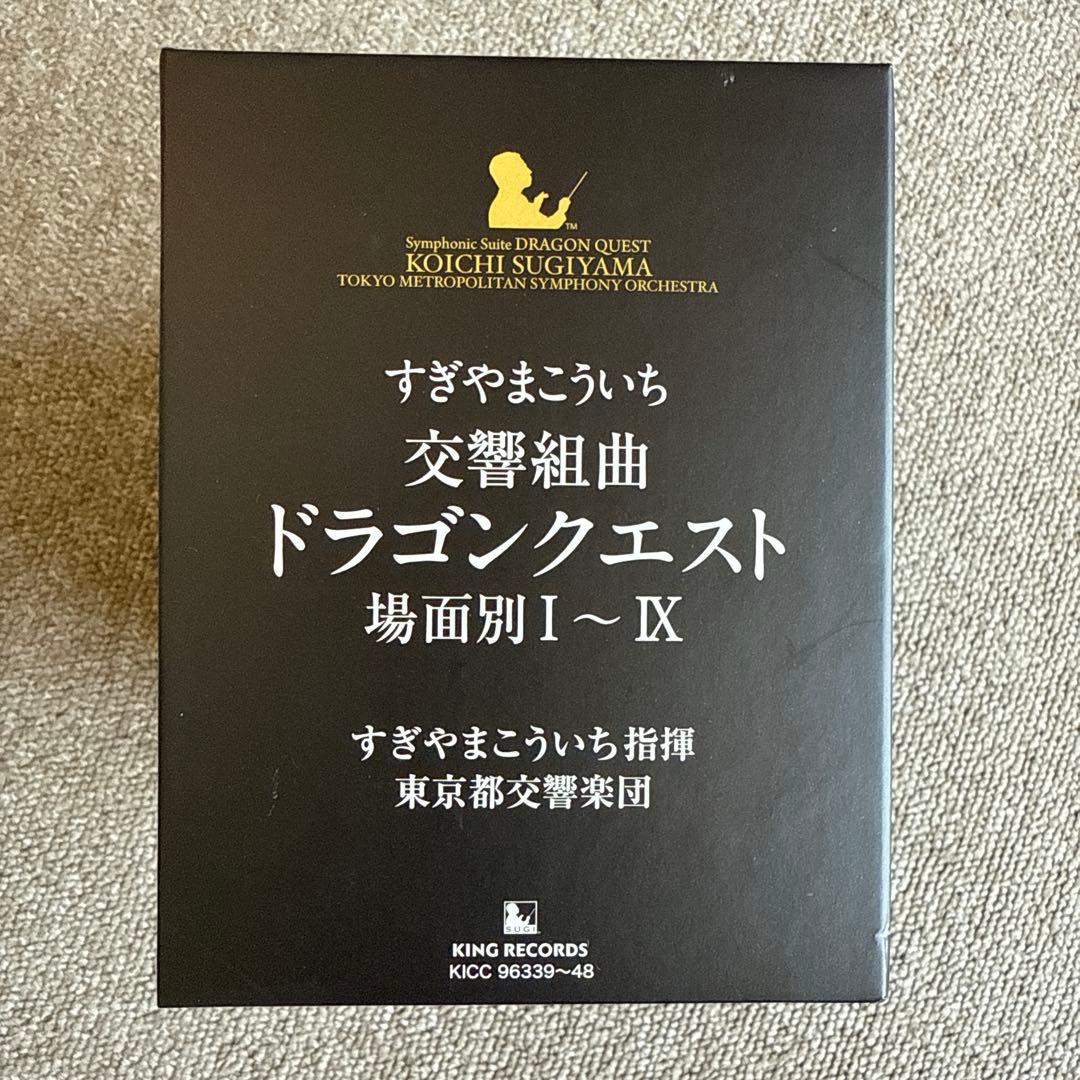 TM
Symphonic Suite DRAGON QUEST
KOICHI SUGIYAMA
TOKYO METROPOLITAN SYMPHONY ORCHESTRA
すぎやまこういち
交響組曲
ドラゴンクエスト
場面別Ⅰ～Ⅸ
すぎやまこういち指揮
東京都交響楽団
SUGI
KING RECORDS
KICC 96339～48